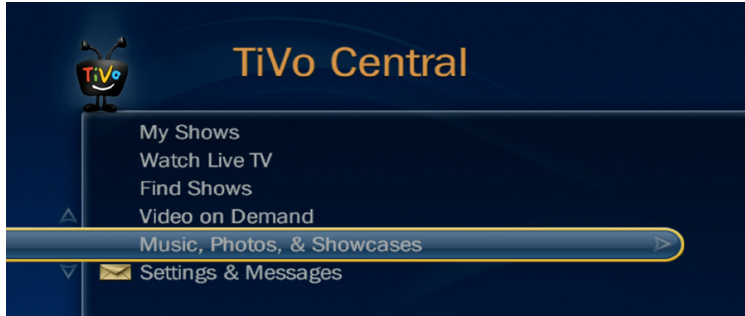 TiVo
TiVo Central
My Shows
Watch Live TV
Find Shows
Video on Demand
Music, Photos, & Showcases
Settings & Messages